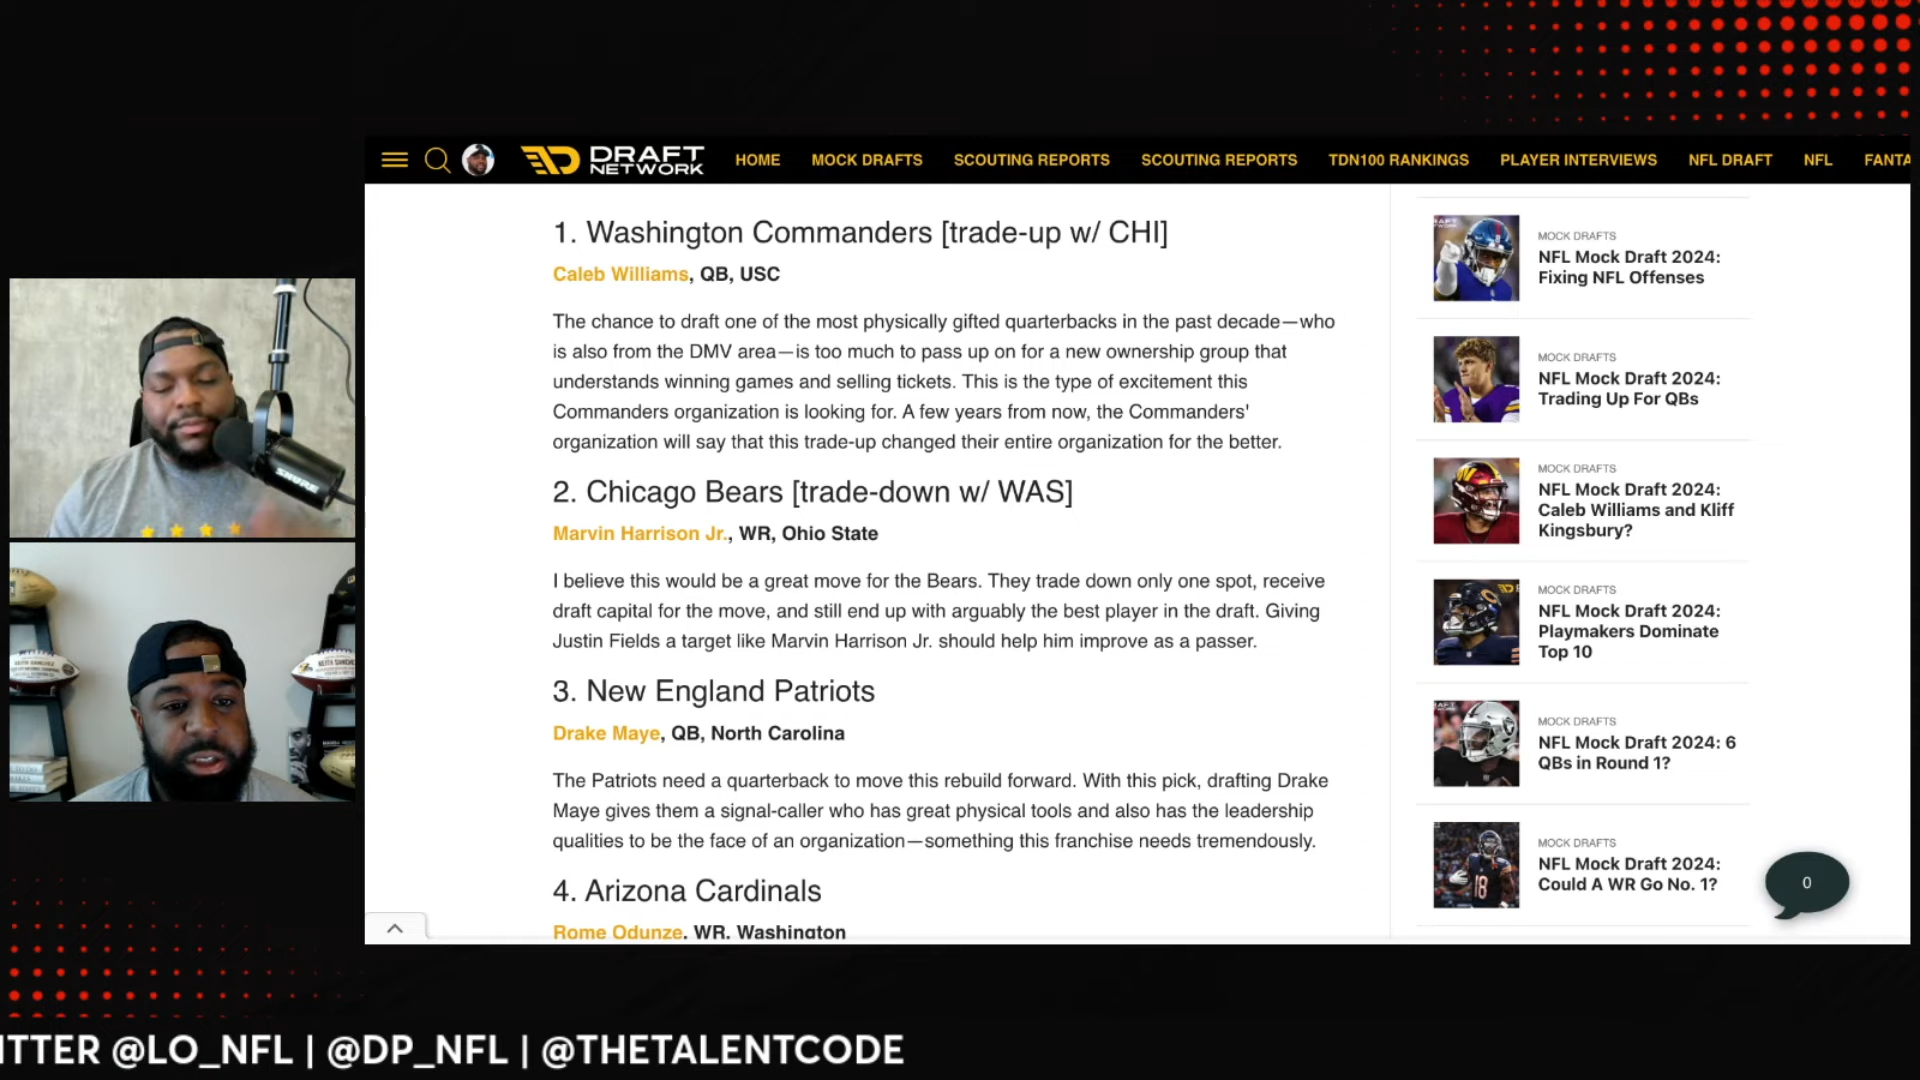 DRAFT
NETWORK
HOME
MOCK DRAFTS
SCOUTING REPORTS
SCOUTING REPORTS
TDN100 RANKINGS
PLAYER INTERVIEWS
NFL DRAFT
NFL
FANTA
1. Washington Commanders [trade-up w/ CHI]
Caleb Williams, QB, USC
The chance to draft one of the most physically gifted quarterbacks in the past decade—who
is also from the DMV area—is too much to pass up on for a new ownership group that
understands winning games and selling tickets. This is the type of excitement this
Commanders organization is looking for. A few years from now, the Commanders'
organization will say that this trade-up changed their entire organization for the better.
2. Chicago Bears [trade-down w/ WAS]
Marvin Harrison Jr., WR, Ohio State
I believe this would be a great move for the Bears. They trade down only one spot, receive
draft capital for the move, and still end up with arguably the best player in the draft. Giving
Justin Fields a target like Marvin Harrison Jr. should help him improve as a passer.
3. New England Patriots
Drake Maye, QB, North Carolina
The Patriots need a quarterback to move this rebuild forward. With this pick, drafting Drake
Maye gives them a signal-caller who has great physical tools and also has the leadership
qualities to be the face of an organization—something this franchise needs tremendously.
4. Arizona Cardinals
Rome Odunze, WR, Washington
MOCK DRAFTS
NFL Mock Draft 2024:
Fixing NFL Offenses
MOCK DRAFTS
NFL Mock Draft 2024:
Trading Up For QBs
MOCK DRAFTS
NFL Mock Draft 2024:
Caleb Williams and Kliff
Kingsbury?
MOCK DRAFTS
NFL Mock Draft 2024:
Playmakers Dominate
Top 10
MOCK DRAFTS
NFL Mock Draft 2024: 6
QBs in Round 1?
MOCK DRAFTS
NFL Mock Draft 2024:
Could A WR Go No. 1?
18
0
SHURE
KEITH SANCHEZ
ITTER @LO_NFL | @DP_NFL | @THETALENTCODE